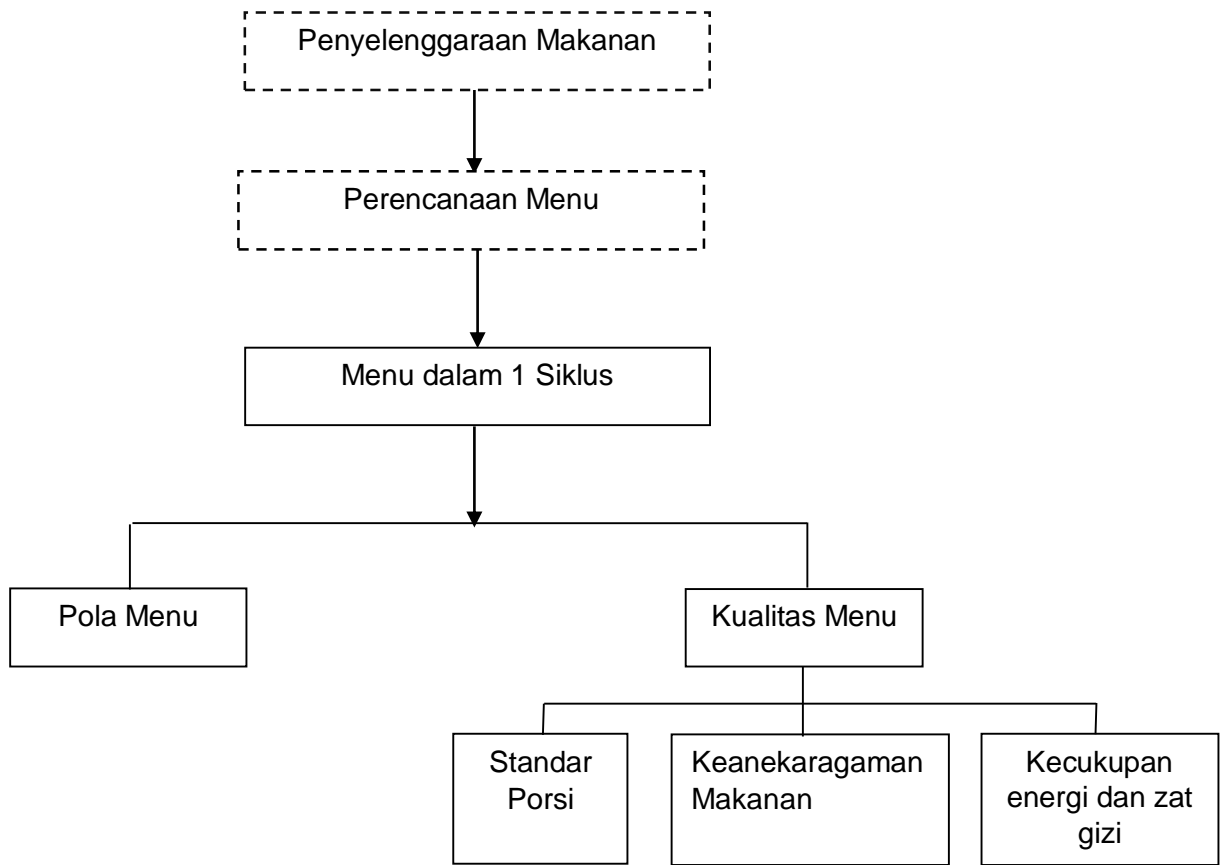 Penyelenggaraan Makanan
Perencanaan Menu
Menu dalam 1 Siklus
Pola Menu
Kualitas Menu
Standar
Porsi
Keanekaragaman
Makanan
Kecukupan
energi dan zat
gizi